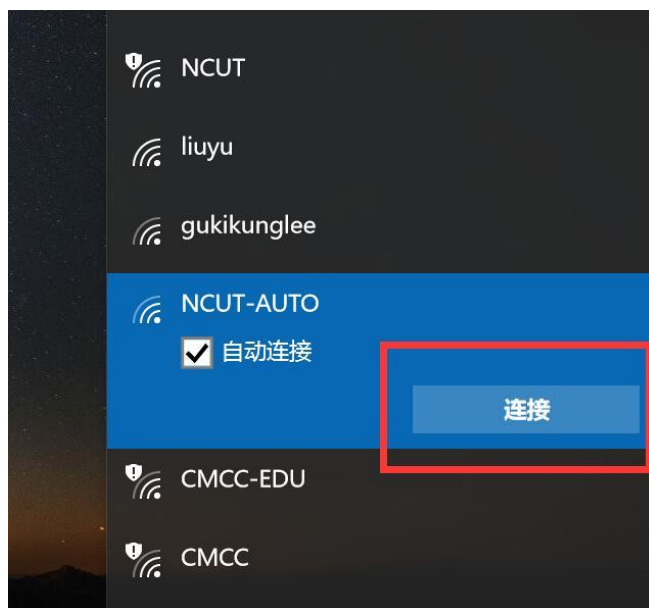 NCUT
liuyu
gukikunglee
NCUT-AUTO
自动连接
连接
CMCC-EDU
CMCC